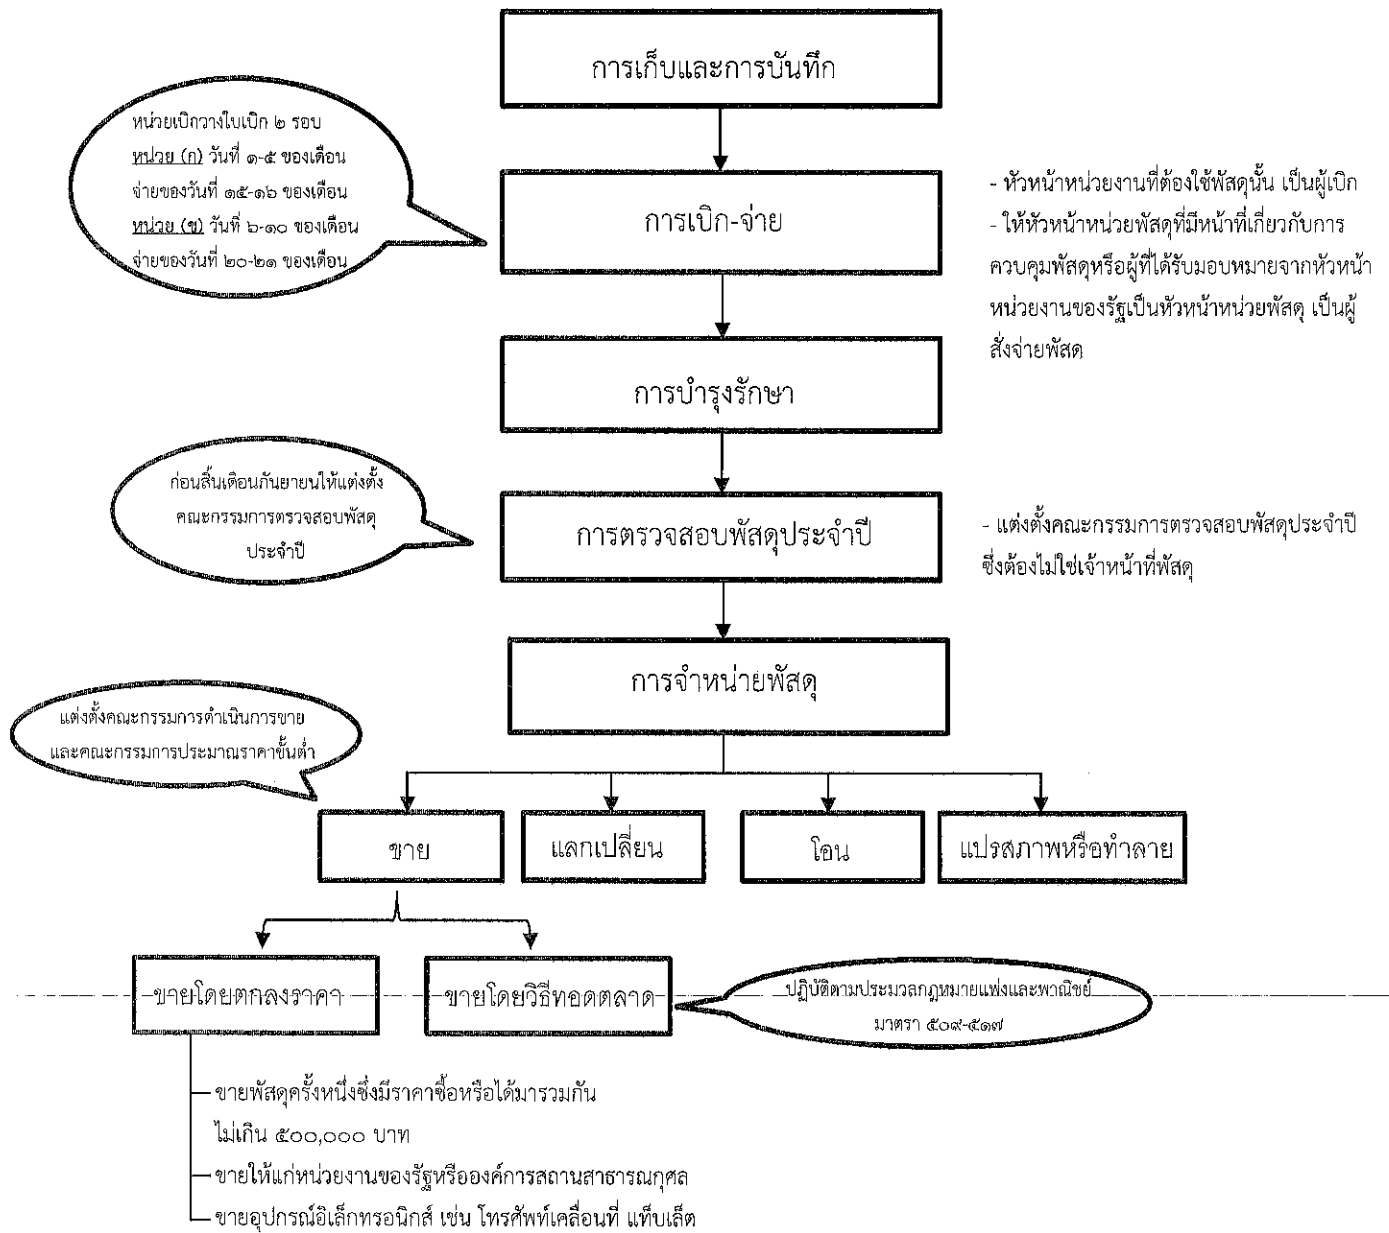 การเก็บและการบันทึก
หน่วยเบิกวางใบเบิก ๒ รอบ
หน่วย (ก) วันที่ ๑-๕ ของเดือน
จ่ายของวันที่ ๑๕-๑๖ ของเดือน
หน่วย (ข) วันที่ ๖-๑๐ ของเดือน
จ่ายของวันที่ ๒๐-๒๑ ของเดือน
การเบิก-จ่าย
- หัวหน้าหน่วยงานที่ต้องใช้พัสดุนั้น เป็นผู้เบิก
- ให้หัวหน้าหน่วยพัสดุที่มีหน้าที่เกี่ยวกับการ
ควบคุมพัสดุหรือผู้ที่ได้รับมอบหมายจากหัวหน้า
หน่วยงานของรัฐเป็นหัวหน้าหน่วยพัสดุ เป็นผู้
สั่งจ่ายพัสด
การบำรุงรักษา
ก่อนสิ้นเดือนกันยายนให้แต่งตั้ง
คณะกรรมการตรวจสอบพัสดุ
ประจำปี
การตรวจสอบพัสดุประจำปี
- แต่งตั้งคณะกรรมการตรวจสอบพัสดุประจำปี
ซึ่งต้องไม่ใช่เจ้าหน้าที่พัสดุ
การจำหน่ายพัสดุ
แต่งตั้งคณะกรรมการดำเนินการขาย
และคณะกรรมการประมาณราคาขั้นต่ำ
ขาย
แลกเปลี่ยน
โอน
แปรสภาพหรือทำลาย
ขายโดยตกลงราคา
ขายโดยวิธีทอดตลาด
ปฏิบัติตามประมวลกฎหมายแพ่งและพาณิชย์
มาตรา ๕๐๙-๕๑๗
ขายพัสดุครั้งหนึ่งซึ่งมีราคาซื้อหรือได้มารวมกัน
ไม่เกิน ๕๐๐,๐๐๐ บาท
ขายให้แก่หน่วยงานของรัฐหรือองค์การสถานสาธารณกุศล
ขายอุปกรณ์อิเล็กทรอนิกส์ เช่น โทรศัพท์เคลื่อนที่ แท็บเล็ต